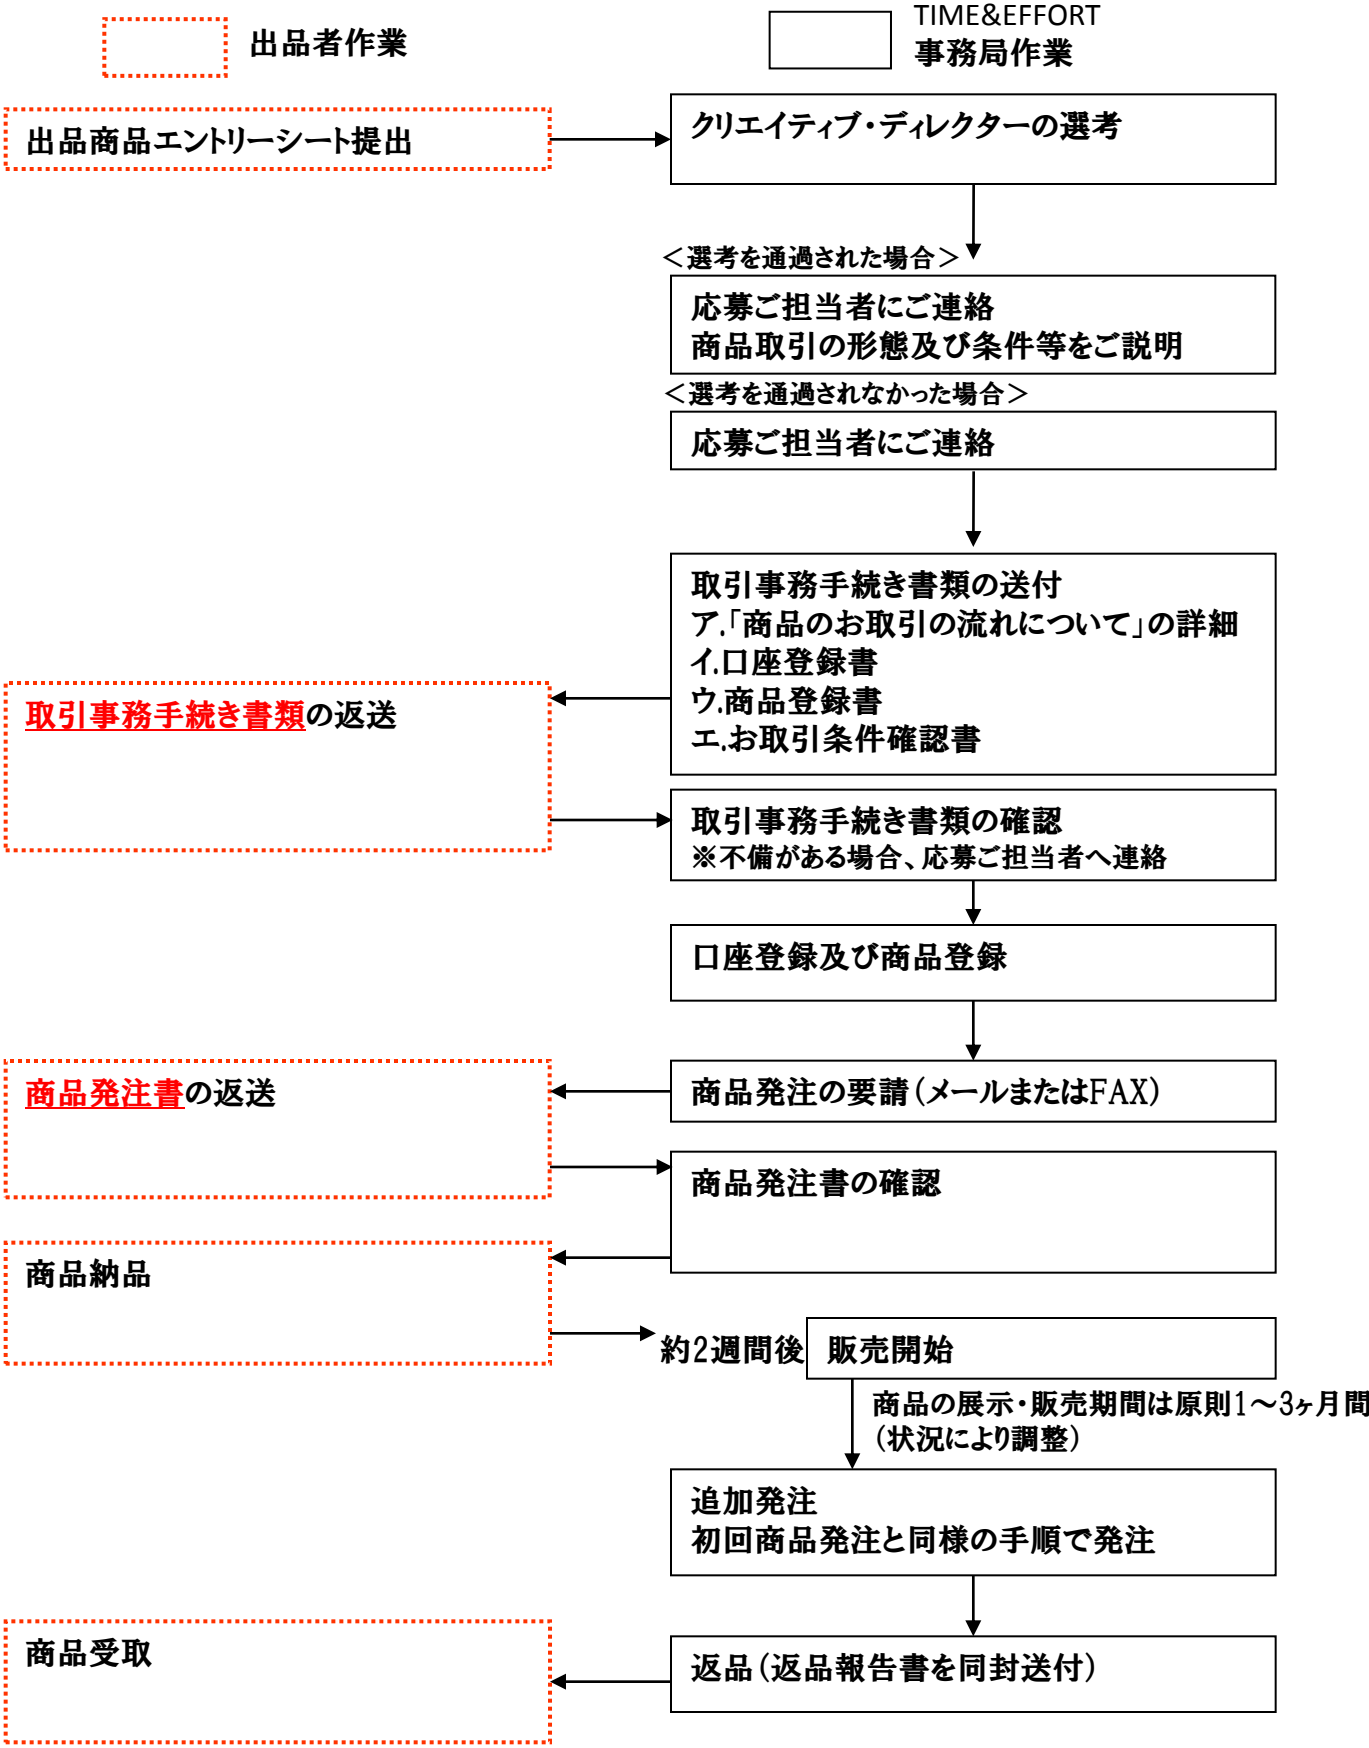 出品者作業
TIME&EFFORT
事務局作業
出品商品エントリーシート提出
クリエイティブ・ディレクターの選考
＜選考を通過された場合＞
応募ご担当者にご連絡
商品取引の形態及び条件等をご説明
＜選考を通過されなかった場合＞
応募ご担当者にご連絡
取引事務手続き書類の送付
ア.「商品のお取引の流れについて」の詳細
イ.口座登録書
ウ.商品登録書
エ.お取引条件確認書
取引事務手続き書類の返送
取引事務手続き書類の確認
※不備がある場合、応募ご担当者へ連絡
口座登録及び商品登録
商品発注の要請（メールまたはFAX）
商品発注書の返送
商品発注書の確認
商品納品
約2週間後
販売開始
商品の展示・販売期間は原則1～3ヶ月間
（状況により調整）
追加発注
初回商品発注と同様の手順で発注
返品（返品報告書を同封送付）
商品受取